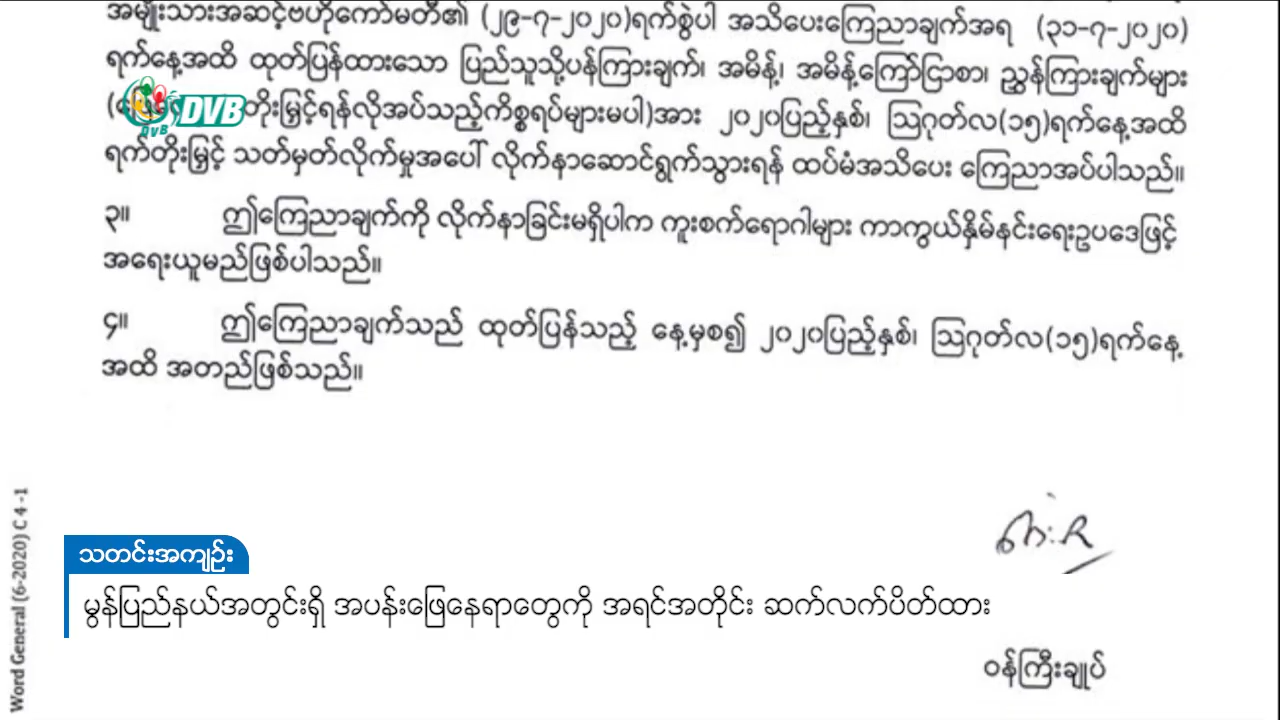 အမျိုးသားအဆင့်ဗဟိုကော်မတီ၏ (၂၉-၇-၂၀၂၀)ရက်စွဲပါ အသိပေးကြေညာချက်အရ (၃၁-၇-၂၀၂၀)
ရက်နေ့အထိ ထုတ်ပြန်ထားသော ပြည်သူသို့ပန်ကြားချက်၊ အမိန့်၊ အမိန့်ကြော်ငြာစာ၊ ညွှန်ကြားချက်များ
DVB တိုးမြှင့်ရန်လိုအပ်သည့်ကိစ္စရပ်များမပါ)အား ၂၀၂၀ပြည့်နှစ်၊ ဩဂုတ်လ(၁၅)ရက်နေ့အထိ
DVB
ရက်တိုးမြှင့် သတ်မှတ်လိုက်မှုအပေါ် လိုက်နာဆောင်ရွက်သွားရန် ထပ်မံအသိပေး ကြေညာအပ်ပါသည်။
၃။ ဤကြေညာချက်ကို လိုက်နာခြင်းမရှိပါက ကူးစက်ရောဂါများ ကာကွယ်နှိမ်နင်းရေးဥပဒေဖြင့်
အရေးယူမည်ဖြစ်ပါသည်။
၄။ ဤကြေညာချက်သည် ထုတ်ပြန်သည့် နေ့မှစ၍ ၂၀၂၀ပြည့်နှစ်၊ ဩဂုတ်လ(၁၅)ရက်နေ့
အထိ အတည်ဖြစ်သည်။
သတင်းအကျဉ်း
မွန်ပြည်နယ်အတွင်းရှိ အပန်းဖြေနေရာတွေကို အရင်အတိုင်း ဆက်လက်ပိတ်ထား
ဝန်ကြီးချုပ်
Word General (6-2020) C 4 -1